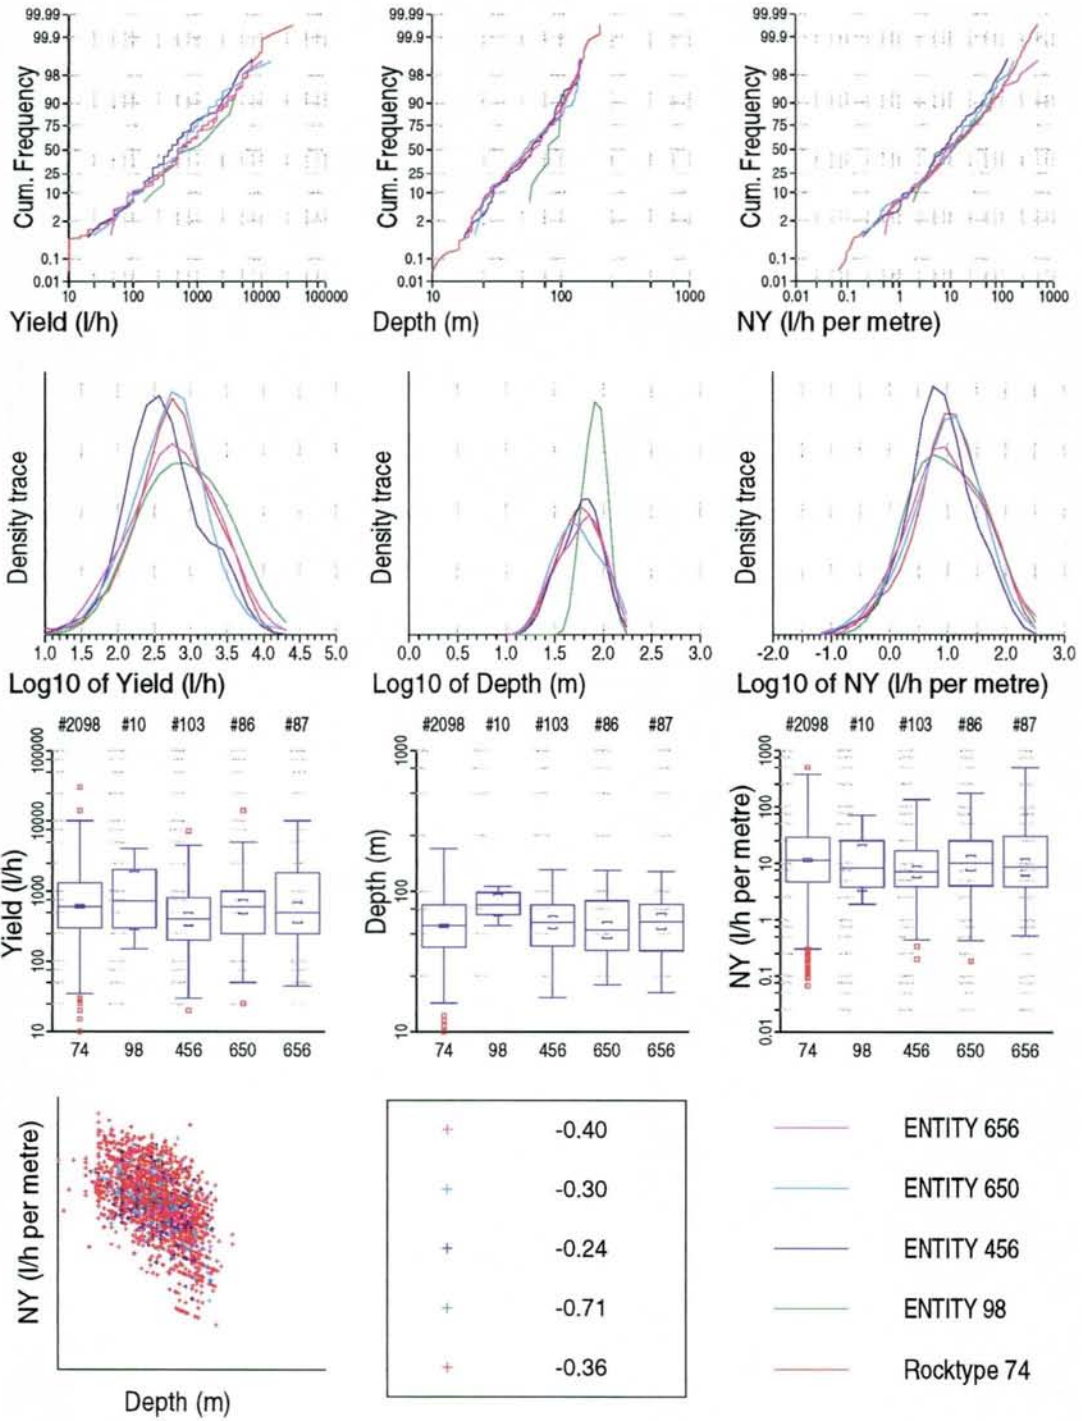 99.99
99.9
98
90
75
50
25
10
2
0.1
0.01
Cum. Frequency
10 100 1000 10000 100000
Yield (l/h)
99.99
99.9
98
90
75
50
25
10
2
0.1
0.01
Cum. Frequency
10 100 1000
Depth (m)
99.99
99.9
98
90
75
50
25
10
2
0.1
0.01
Cum. Frequency
0.01 0.1 1 10 100 1000
NY (l/h per metre)
Density trace
1.0 1.5 2.0 2.5 3.0 3.5 4.0 4.5 5.0
Log10 of Yield (l/h)
Density trace
0.0 0.5 1.0 1.5 2.0 2.5 3.0
Log10 of Depth (m)
Density trace
-2.0 -1.0 0.0 1.0 2.0 3.0
Log10 of NY (l/h per metre)
#2098 #10 #103 #86 #87
100000
10000
1000
100
10
Yield (l/h)
74 98 456 650 656
#2098 #10 #103 #86 #87
1000
100
10
Depth (m)
74 98 456 650 656
#2098 #10 #103 #86 #87
1000
100
10
1
0.1
0.01
NY (l/h per metre)
74 98 456 650 656
NY (l/h per metre)
Depth (m)
-0.40
-0.30
-0.24
-0.71
-0.36
ENTITY 656
ENTITY 650
ENTITY 456
ENTITY 98
Rocktype 74